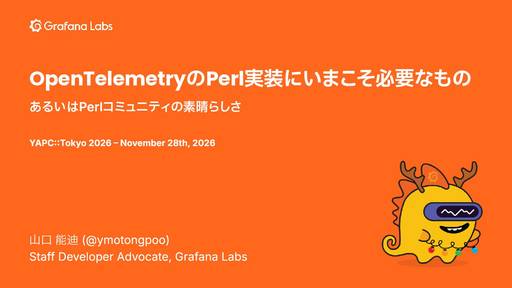 Grafana Labs
OpenTelemetryのPerl実装にいまこそ必要なもの
あるいはPerlコミュニティの素晴らしさ
YAPC::Tokyo 2026 – November 28th, 2026
山口 能迪 (@ymotongpoo)
Staff Developer Advocate, Grafana Labs